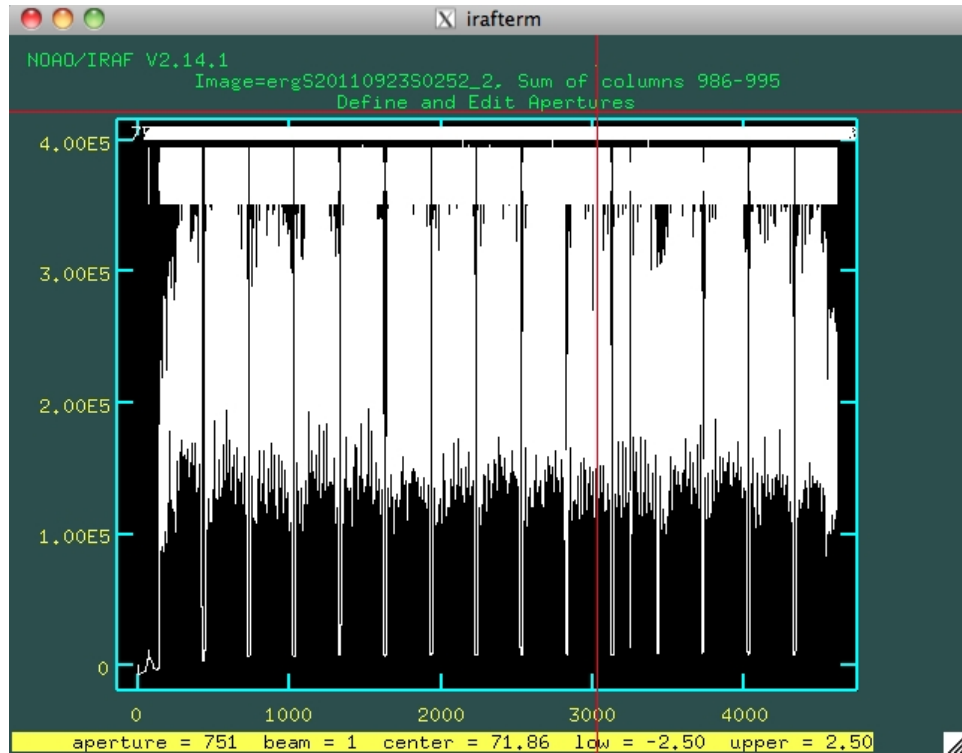 irafterm
NOAO/IRAF V2.14.1
Image=ergS20110923S0252_2, Sum of columns 986-995
Define and Edit Apertures
4.00E5
3.00E5
2.00E5
1.00E5
0
0 1000 2000 3000 4000
aperture = 751 beam = 1 center = 71.86 low = -2.50 upper = 2.50